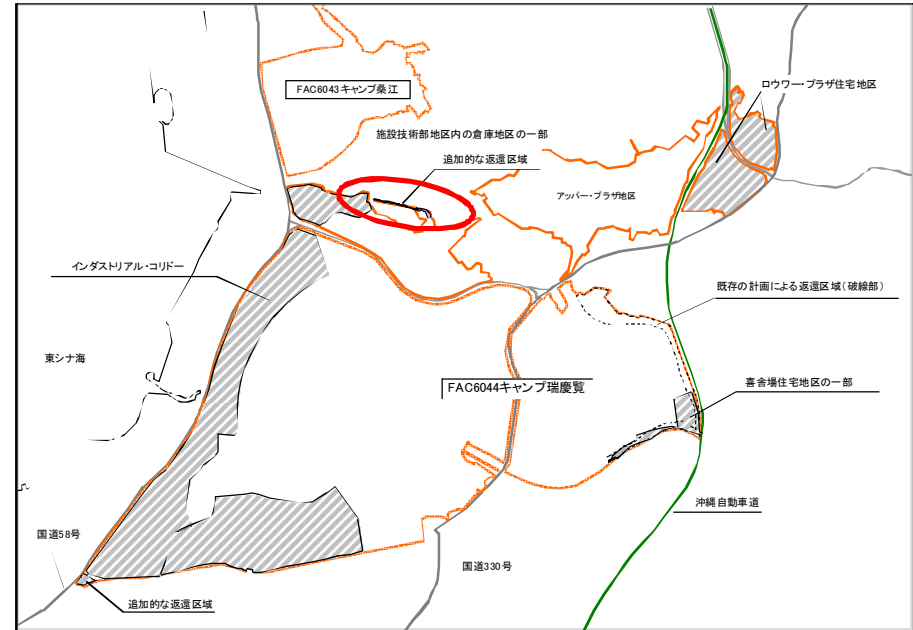 ロウワー・プラザ住宅地区
FAC6043キャンプ桑江
施設技術部地区内の倉庫地区の一部
追加的な返還区域
アッパー・プラザ地区
インダストリアル・コリドー
既存の計画による返還区域(破線部)
東シナ海
FAC6044キャンプ瑞慶覧
喜舎場住宅地区の一部
沖縄自動車道
国道58号
国道330号
追加的な返還区域